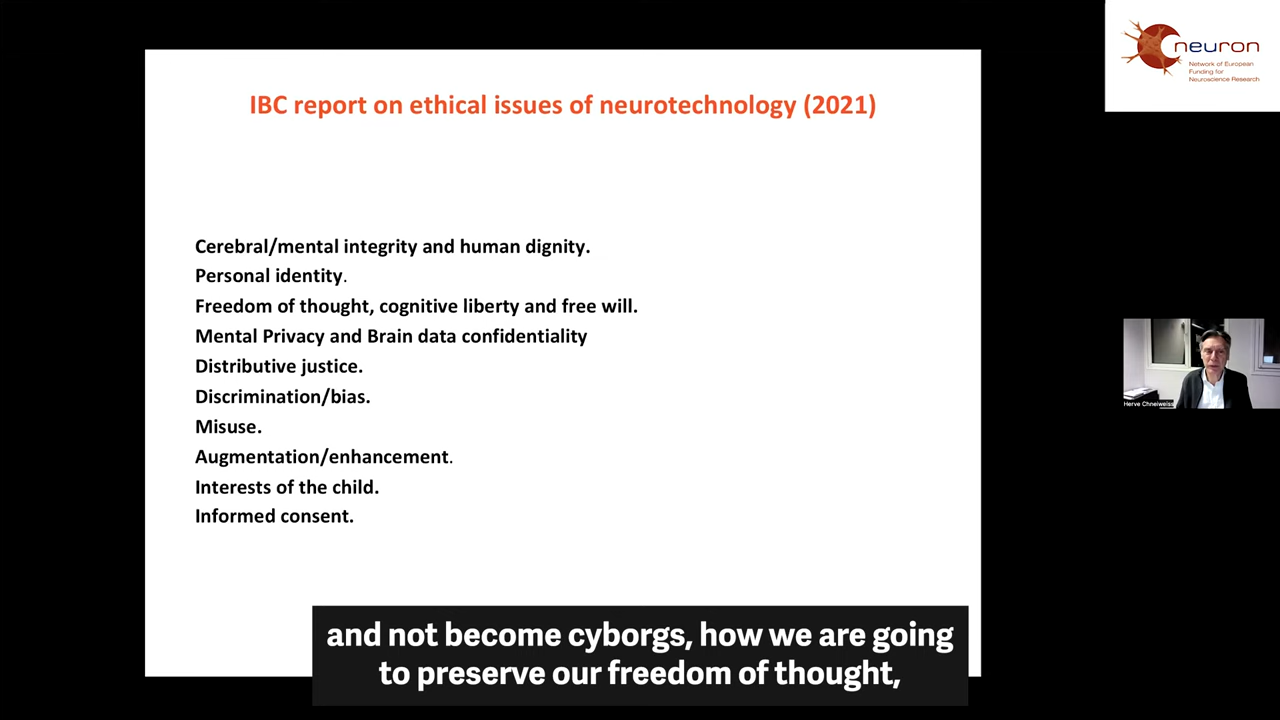 neuron
Network of European
Funding for
Neuroscience Research
IBC report on ethical issues of neurotechnology (2021)
Cerebral/mental integrity and human dignity.
Personal identity.
Freedom of thought, cognitive liberty and free will.
Mental Privacy and Brain data confidentiality
Distributive justice.
Discrimination/bias.
Misuse.
Augmentation/enhancement.
Interests of the child.
Informed consent.
Herve Chneiweiss
and not become cyborgs, how we are going
to preserve our freedom of thought,